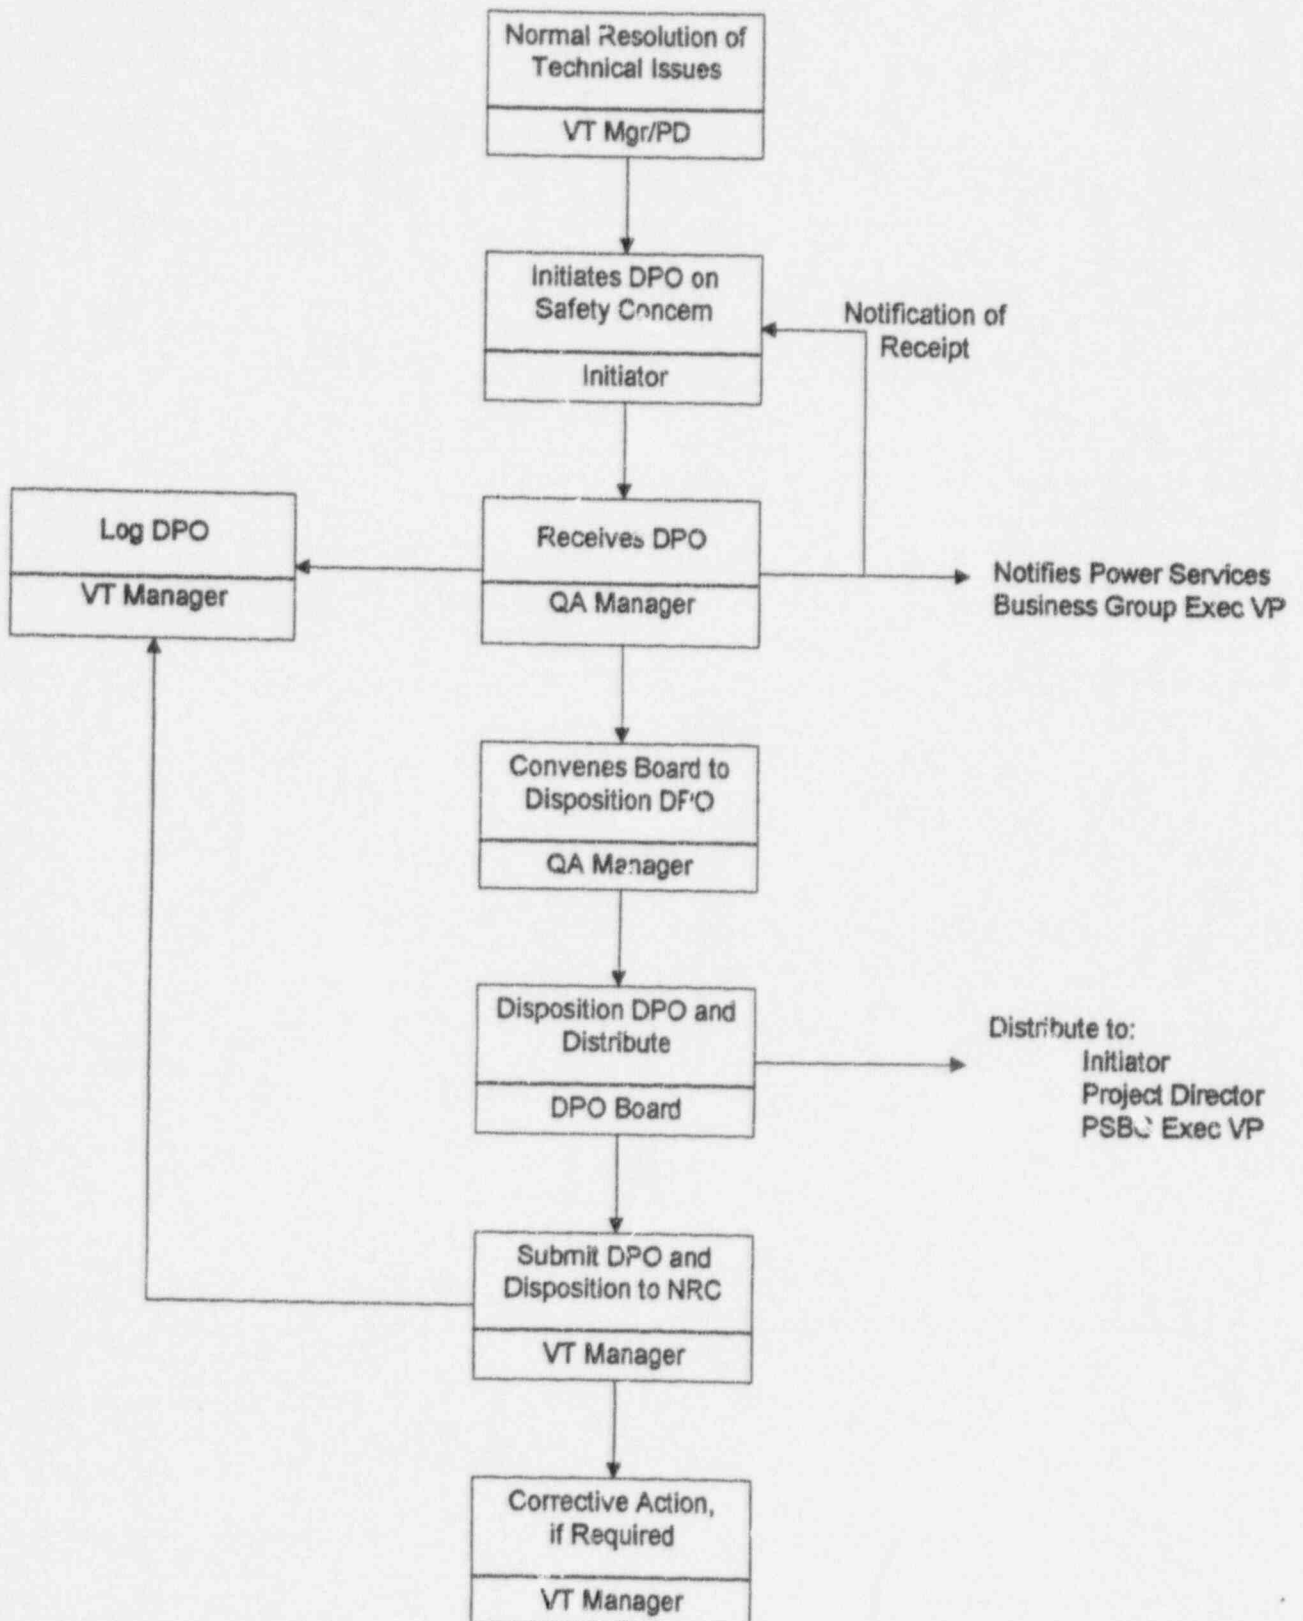 Normal Resolution of
Technical Issues
VT Mgr/PD
Initiates DPO on
Safety Concern
Initiator
Notification of
Receipt
Log DPO
VT Manager
Receives DPO
QA Manager
Notifies Power Services
Business Group Exec VP
Convenes Board to
Disposition DPO
QA Manager
Disposition DPO and
Distribute
DPO Board
Distribute to:
Initiator
Project Director
Exec VP
Submit DPO and
Disposition to NRC
VT Manager
Corrective Action,
if Required
VT Manager